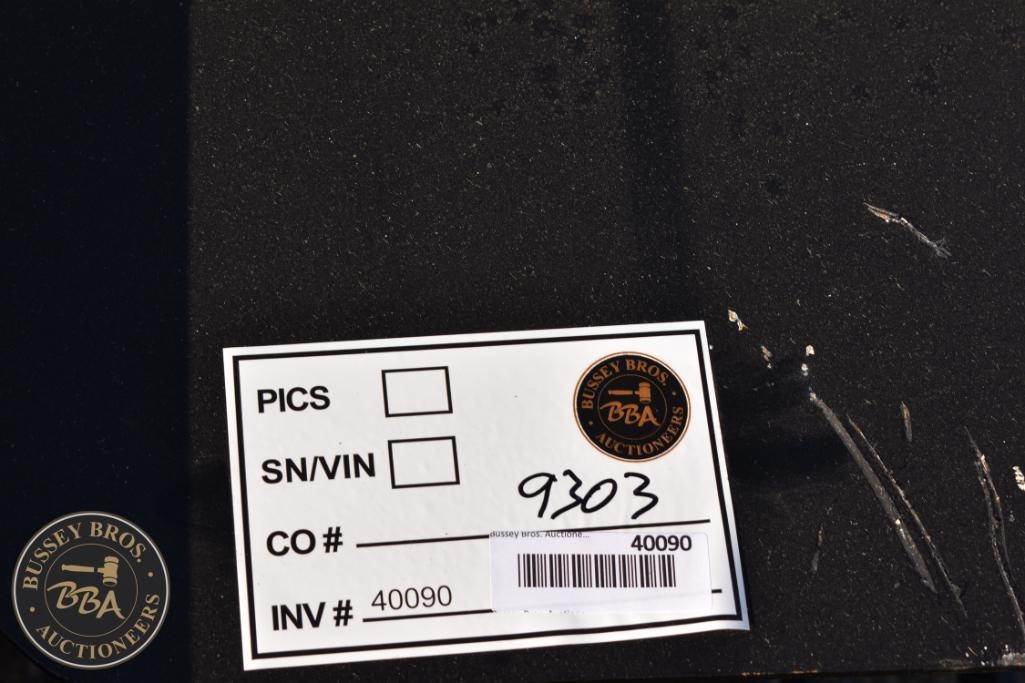 PICS
BUSSEY BROS.
BBA
AUCTIONEERS
SN/VIN
9303
CO #
Bussey Bros. Auctione...
40090
INV # 40090
BUSSEY BROS.
BBA
AUCTIONEERS